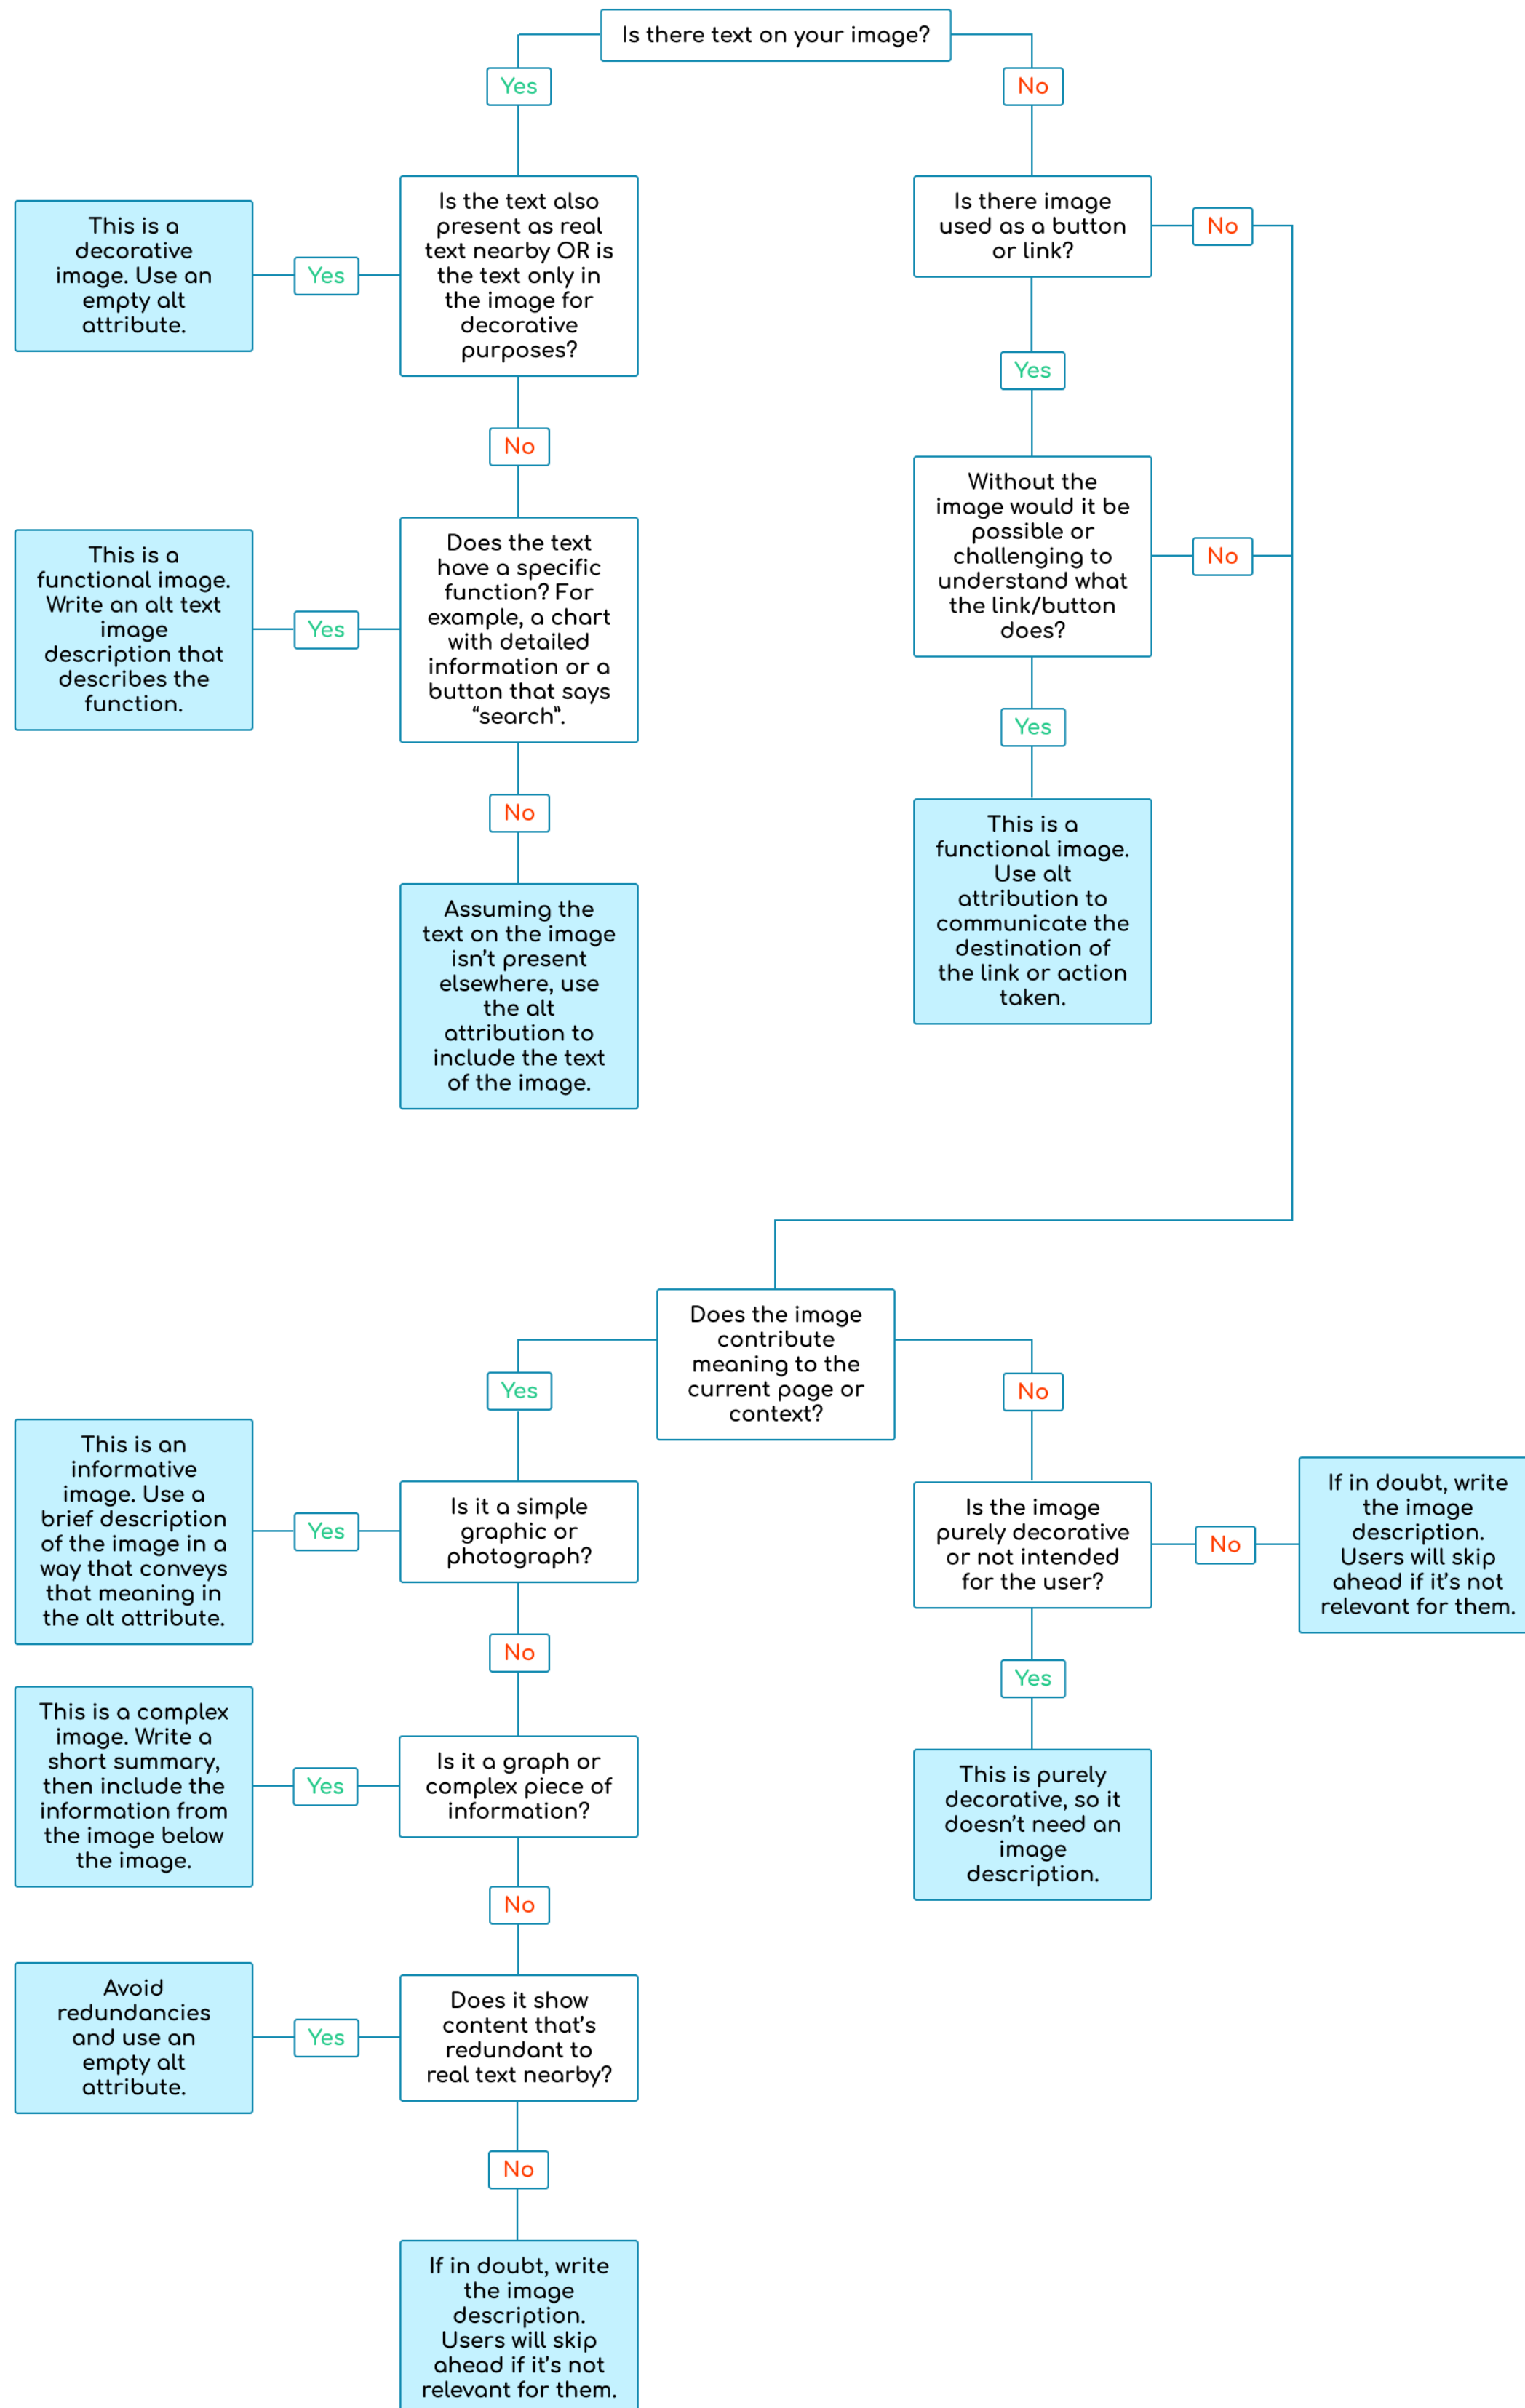 Is there text on your image?
Yes
No
Is the text also
present as real
text nearby OR is
the text only in
the image for
decorative
purposes?
Yes
This is a
decorative
image. Use an
empty alt
attribute.
No
Does the text
have a specific
function? For
example, a chart
with detailed
information or a
button that says
“search”.
Yes
This is a
functional image.
Write an alt text
image
description that
describes the
function.
No
Assuming the
text on the image
isn’t present
elsewhere, use
the alt
attribution to
include the text
of the image.
Is there image
used as a button
or link?
No
Yes
Without the
image would it be
possible or
challenging to
understand what
the link/button
does?
No
Yes
This is a
functional image.
Use alt
attribution to
communicate the
destination of
the link or action
taken.
Does the image
contribute
meaning to the
current page or
context?
Yes
No
Is it a simple
graphic or
photograph?
Yes
This is an
informative
image. Use a
brief description
of the image in a
way that conveys
that meaning in
the alt attribute.
No
Is it a graph or
complex piece of
information?
Yes
This is a complex
image. Write a
short summary,
then include the
information from
the image below
the image.
No
Does it show
content that’s
redundant to
real text nearby?
Yes
Avoid
redundancies
and use an
empty alt
attribute.
No
If in doubt, write
the image
description.
Users will skip
ahead if it’s not
relevant for them.
Is the image
purely decorative
or not intended
for the user?
No
If in doubt, write
the image
description.
Users will skip
ahead if it’s not
relevant for them.
Yes
This is purely
decorative, so it
doesn’t need an
image
description.